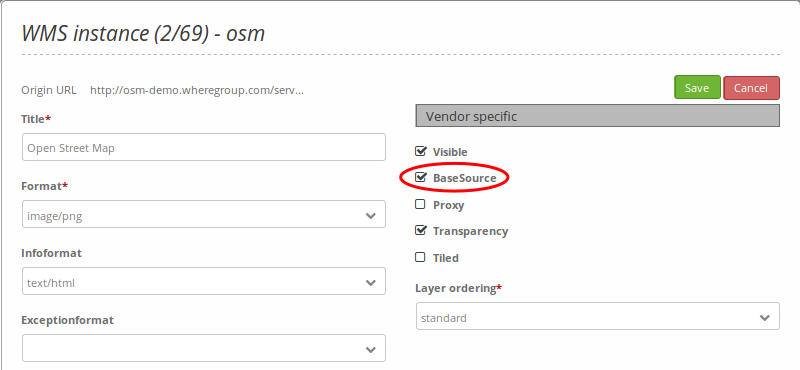 WMS instance (2/69) - osm
Origin URL http://osm-demo.wheregroup.com/serv...
Save Cancel
Title*
Open Street Map
Format*
image/png
Infoformat
text/html
Exceptionformat
Vendor specific
Visible
BaseSource
Proxy
Transparency
Tiled
Layer ordering*
standard